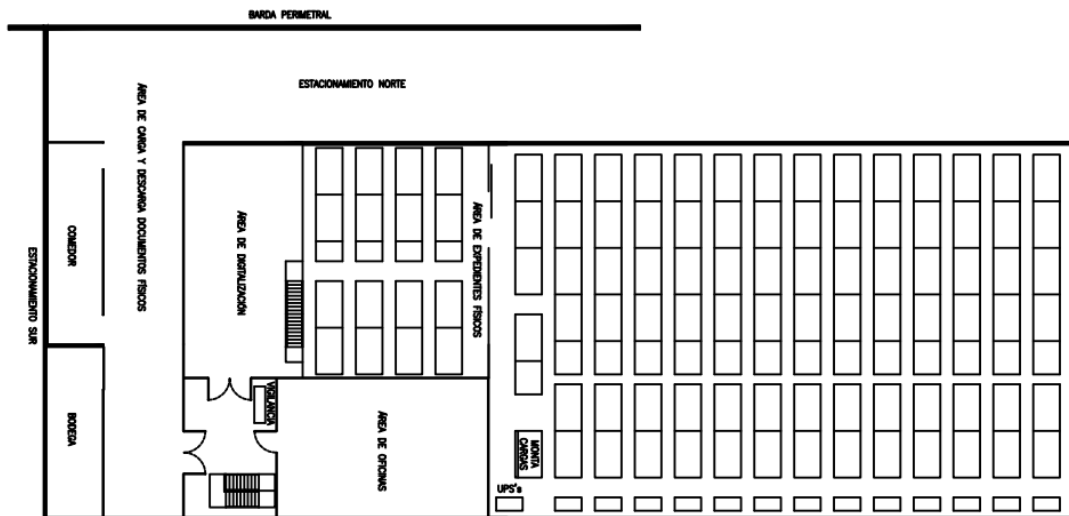 BARDA PERIMETRAL
ESTACIONAMIENTO NORTE
ÁREA DE CARGA Y DESCARGA DOCUMENTOS FÍSICOS
COMEDOR
ESTACIONAMIENTO SUR
ÁREA DE DIGITALIZACIÓN
ÁREA DE EXPEDIENTES FÍSICOS
VIGILANCIA
BODEGA
ÁREA DE OFICINAS
MONTA
CARGAS
UPS's